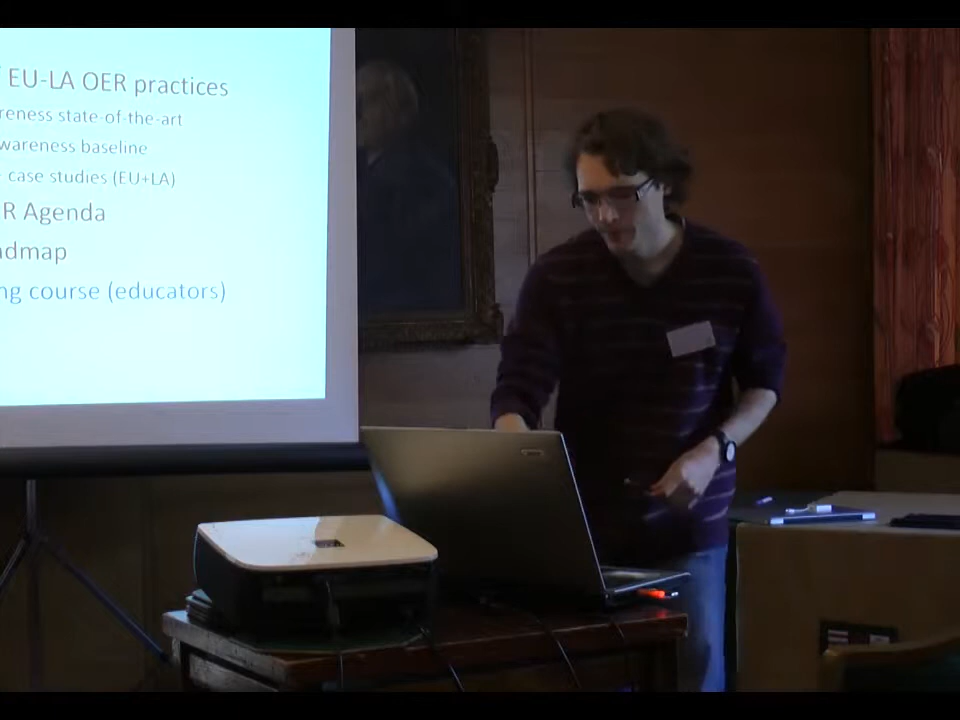 EU-LA OER practices
reness state-of-the-art
wareness baseline
case studies (EU+LA)
R Agenda
admap
ng course (educators)